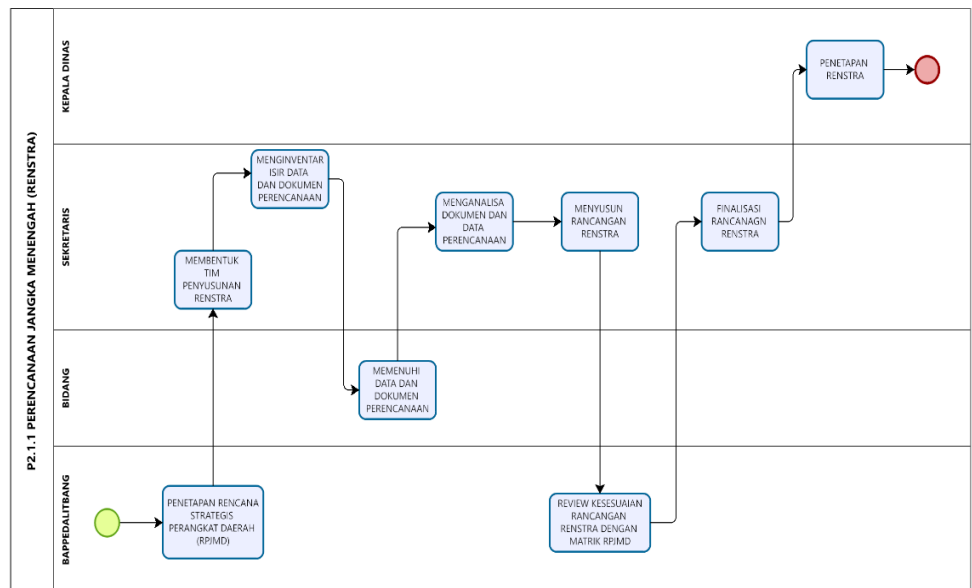 P2.1.1 PERENCANAAN JANGKA MENENGAH (RENSTRA)
KEPALA DINAS
PENETAPAN
RENSTRA
SEKRETARIS
MENGINVENTAR
ISIR DATA
DAN DOKUMEN
PERENCANAAN
MEMBENTUK
TIM
PENYUSUNAN
RENSTRA
MENGANALISA
DOKUMEN DAN
DATA
PERENCANAAN
MENYUSUN
RANCANGAN
RENSTRA
FINALISASI
RANCANAGN
RENSTRA
BIDANG
MEMENUHI
DATA DAN
DOKUMEN
PERENCANAAN
BAPPEDALITBANG
PENETAPAN RENCANA
STRATEGIS
PERANGKAT DAERAH
(RPJMD)
REVIEW KESESUAIAN
RANCANGAN
RENSTRA DENGAN
MATRIK RPJMD